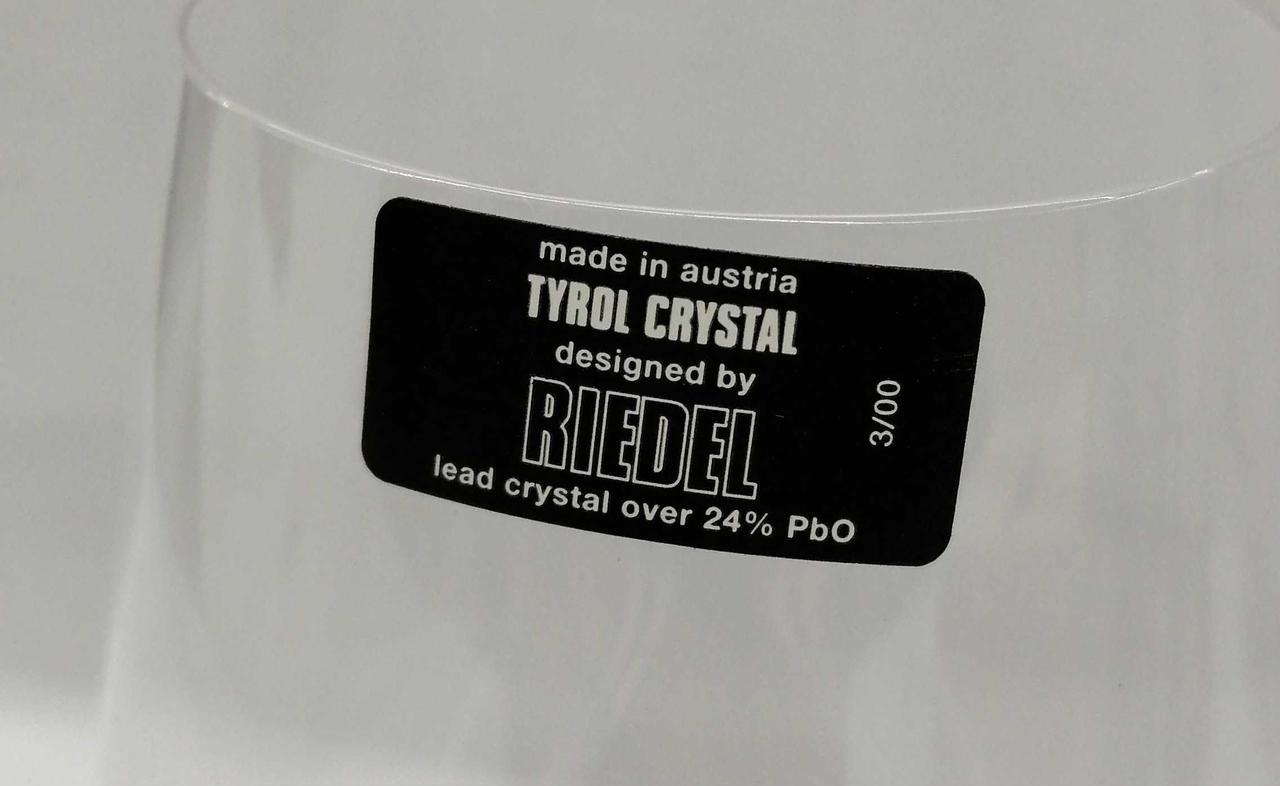 made in austria
TYROL CRYSTAL
designed by
RIEDEL
lead crystal over 24% PbO
3/00